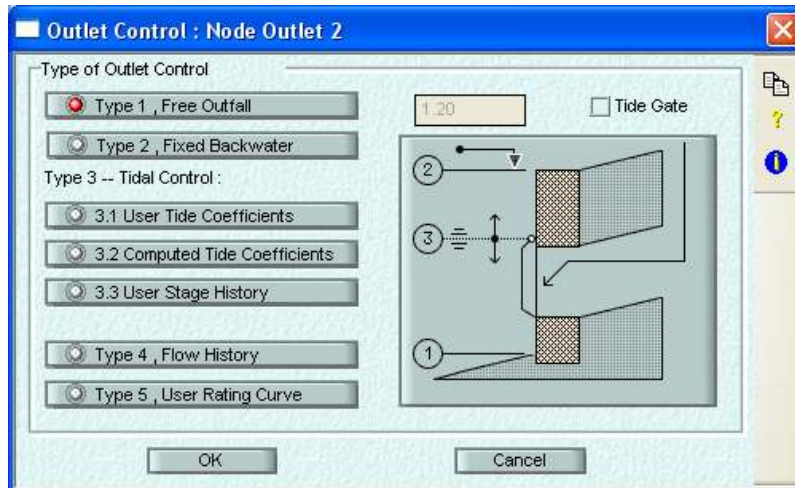 Outlet Control : Node Outlet 2
Type of Outlet Control
Type 1 , Free Outfall
1.20
Tide Gate
Type 2 , Fixed Backwater
Type 3 -- Tidal Control :
3.1 User Tide Coefficients
3.2 Computed Tide Coefficients
3.3 User Stage History
Type 4 , Flow History
Type 5 , User Rating Curve
2
3
1
?
i
OK
Cancel